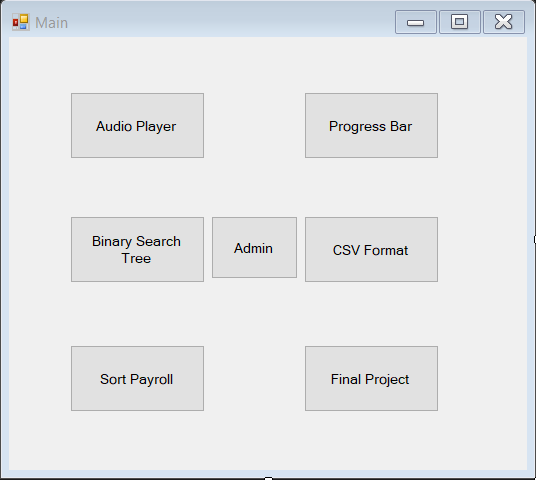 Main
Audio Player
Progress Bar
Binary Search
Tree
Admin
CSV Format
Sort Payroll
Final Project